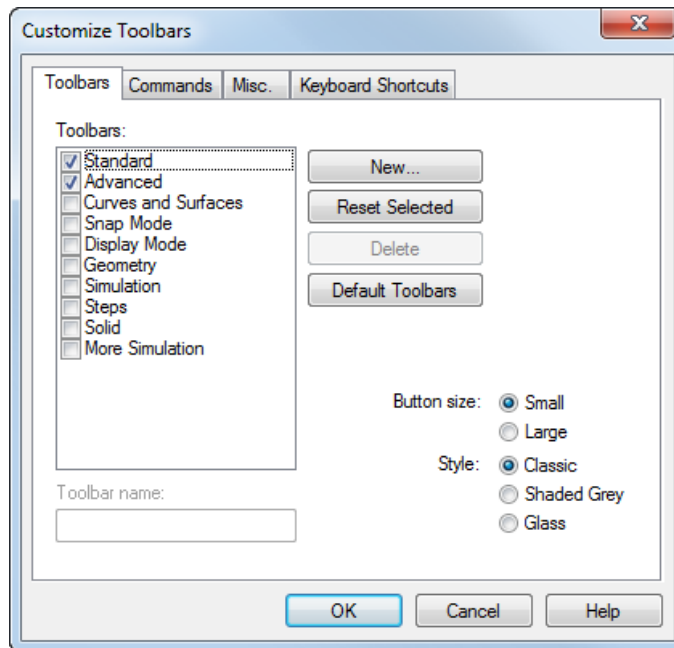 Customize Toolbars
Toolbars
Commands
Misc.
Keyboard Shortcuts
Toolbars:
Standard
Advanced
Curves and Surfaces
Snap Mode
Display Mode
Geometry
Simulation
Steps
Solid
More Simulation
New...
Reset Selected
Delete
Default Toolbars
Button size:
Small
Large
Style:
Classic
Shaded Grey
Glass
Toolbar name:
OK
Cancel
Help